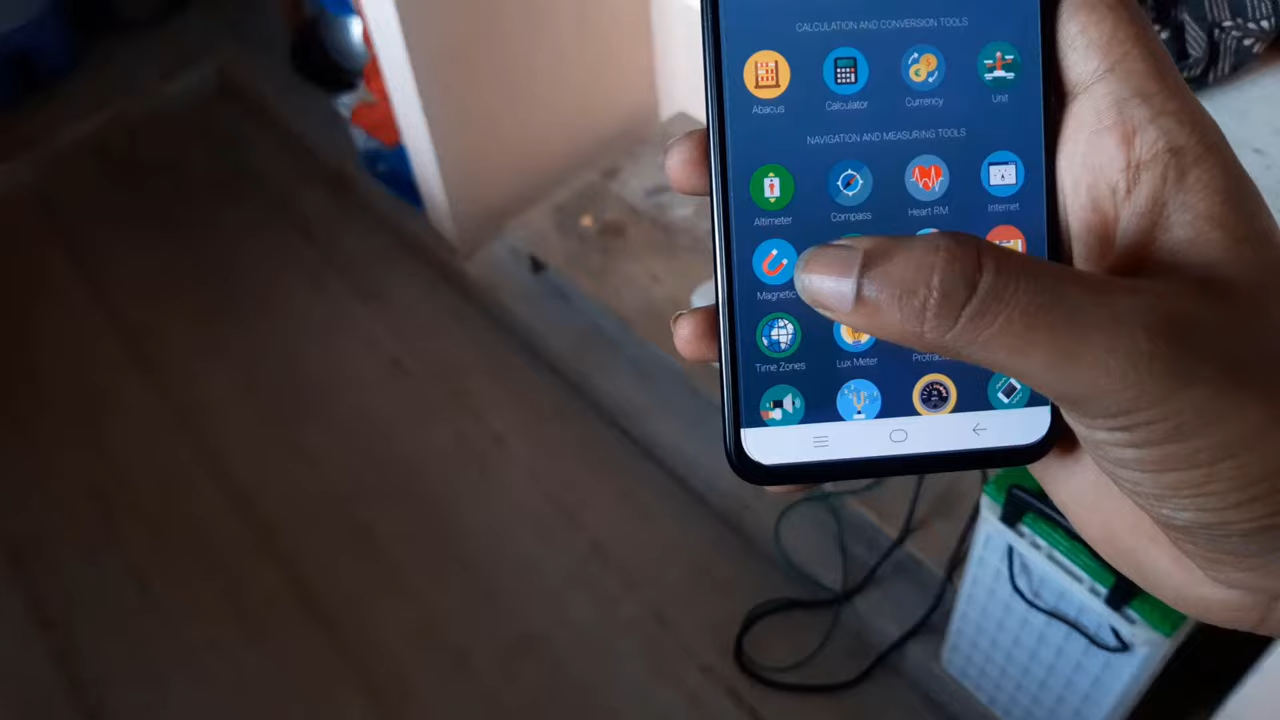 CALCULATION AND CONVERSION TOOLS
Abacus Calculator Currency Unit
NAVIGATION AND MEASURING TOOLS
Altimeter Compass Heart RM Internet
Magnetic
Time Zones Lux Meter